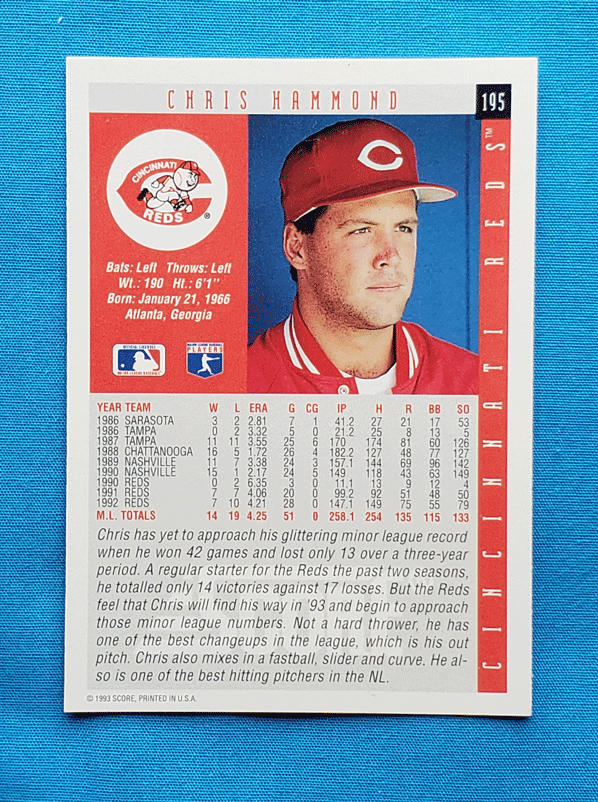 CHRIS HAMMOND
195
CINCINNATI REDS™
CINCINNATI
REDS
®
C
Bats: Left Throws: Left
Wt.: 190 Ht.: 6'1"
Born: January 21, 1966
Atlanta, Georgia
PLAYERS
YEAR TEAM W L ERA G CG IP H R BB SO
1986 SARASOTA 3 2 2.81 7 1 41.2 27 21 17 53
1986 TAMPA 0 2 3.32 5 0 21.2 25 8 13 5
1987 TAMPA 11 11 3.55 25 6 170 174 81 60 126
1988 CHATTANOOGA 16 5 1.72 26 4 182.2 127 48 77 127
1989 NASHVILLE 11 7 3.38 24 3 157.1 144 69 96 142
1990 NASHVILLE 15 1 2.17 24 5 149 118 43 63 149
1990 REDS 0 2 6.35 3 0 11.1 13 9 12 4
1991 REDS 7 7 4.06 20 0 99.2 92 51 48 50
1992 REDS 7 10 4.21 28 0 147.1 149 75 55 79
M.L. TOTALS 14 19 4.25 51 0 258.1 254 135 115 133
Chris has yet to approach his glittering minor league record
when he won 42 games and lost only 13 over a three-year
period. A regular starter for the Reds the past two seasons,
he totalled only 14 victories against 17 losses. But the Reds
feel that Chris will find his way in '93 and begin to approach
those minor league numbers. Not a hard thrower, he has
one of the best changeups in the league, which is his out
pitch. Chris also mixes in a fastball, slider and curve. He al-
so is one of the best hitting pitchers in the NL.
© 1993 SCORE, PRINTED IN U.S.A.